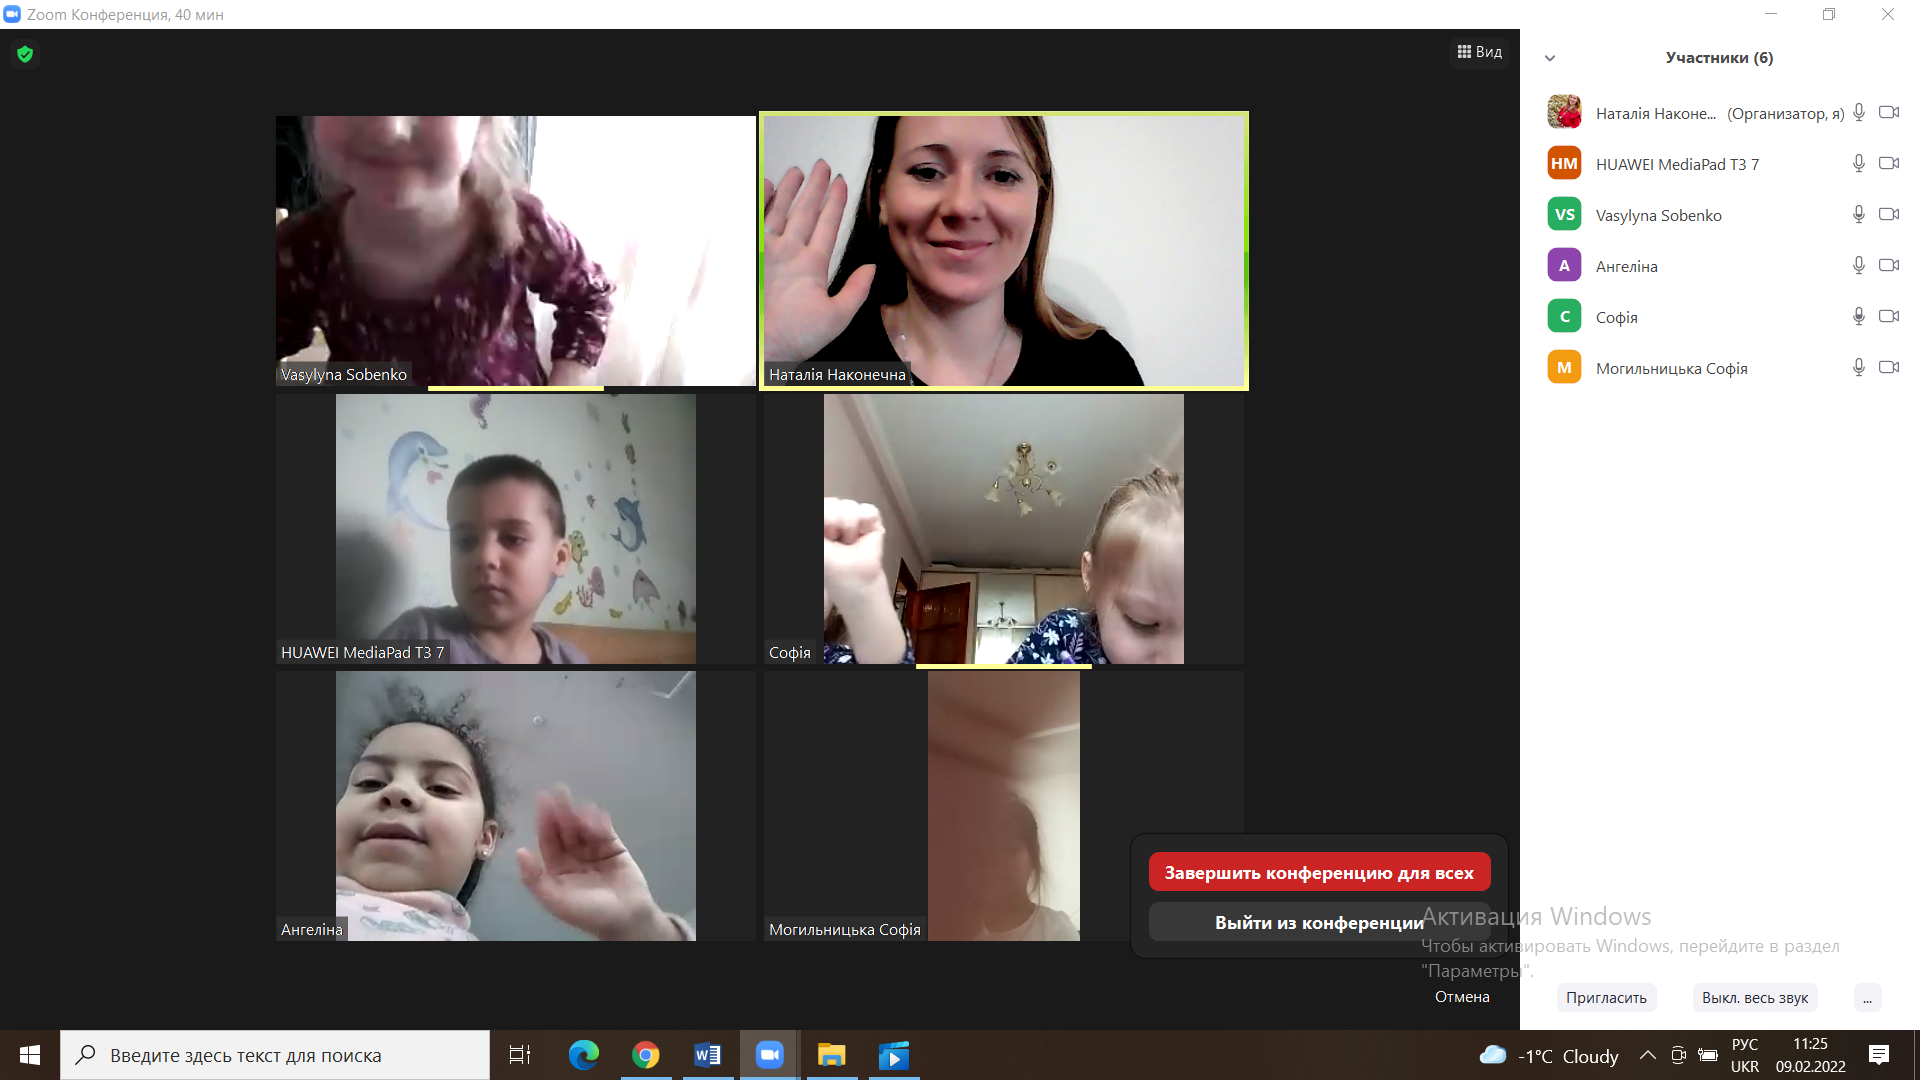 Zoom Конференция, 40 мин
Вид
Участники (6)
Наталія Наконе... (Организатор, я)
HM HUAWEI MediaPad T3 7
VS Vasylyna Sobenko
А Ангеліна
С Софія
М Могильницька Софія
Vasylyna Sobenko
Наталія Наконечна
HUAWEI MediaPad T3 7
Софія
Ангеліна
Могильницька Софія
Завершить конференцию для всех
Выйти из конференции
Отмена
Активация Windows
Чтобы активировать Windows, перейдите в раздел
"Параметры".
Пригласить
Выкл. весь звук
...
Введите здесь текст для поиска
-1°C Cloudy
РУС
UKR
11:25
09.02.2022